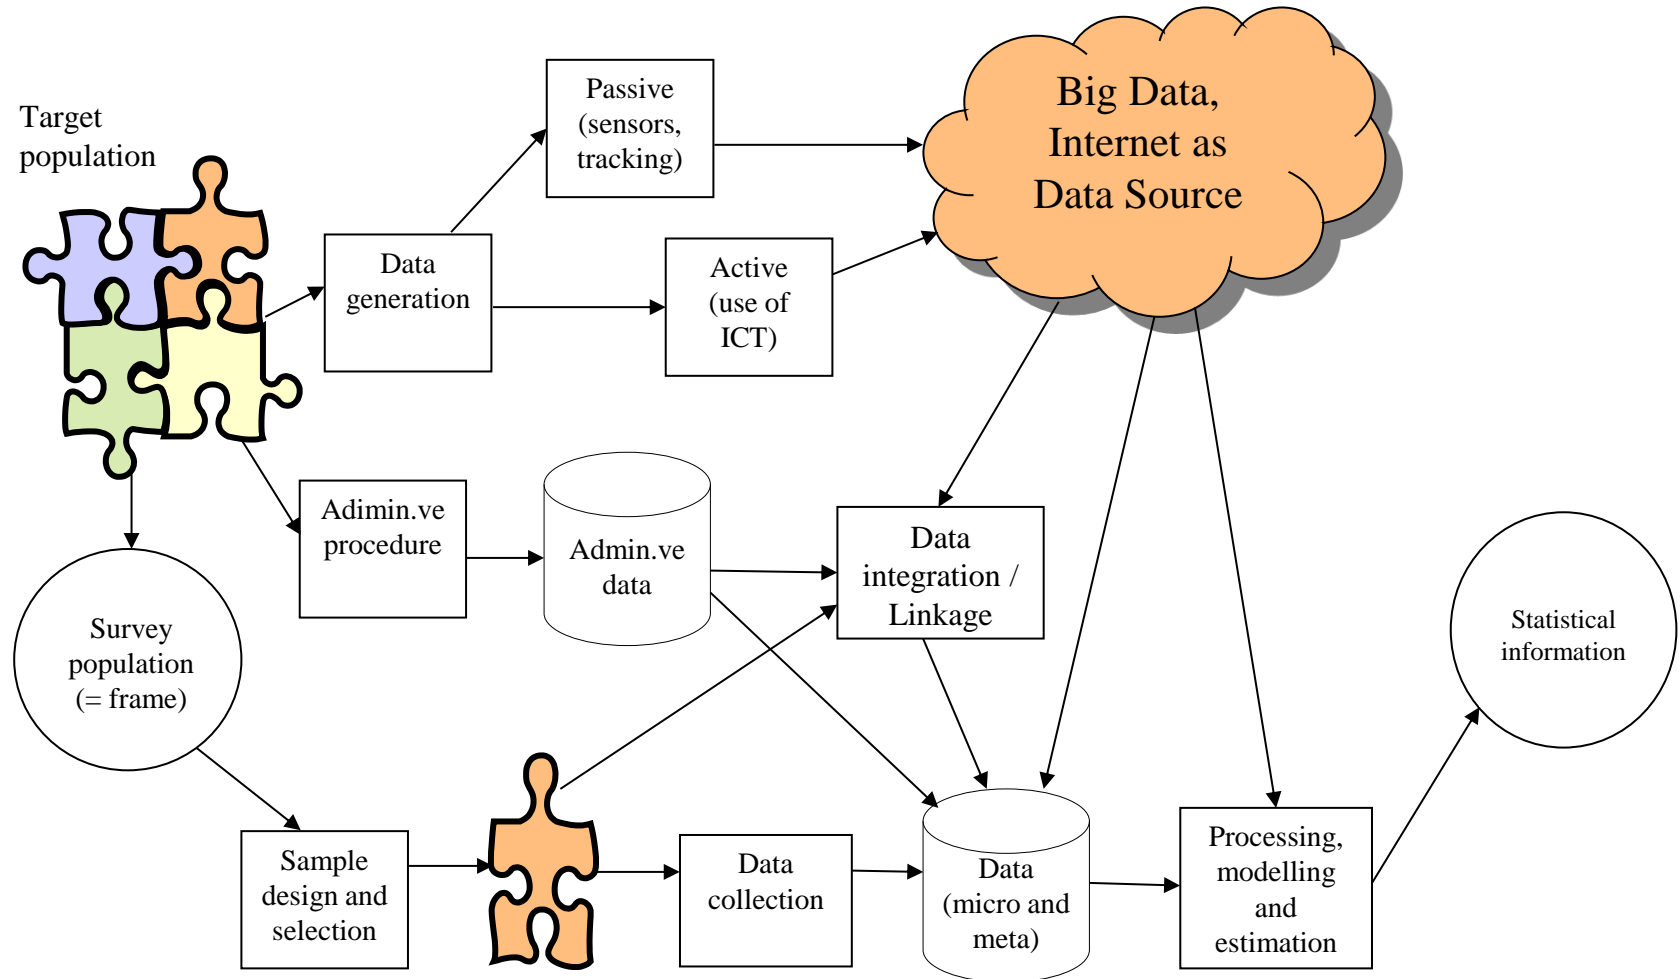 Target
population
Passive
(sensors,
tracking)
Big Data,
Internet as
Data Source
Data
generation
Active
(use of
ICT)
Adimin.ve
procedure
Admin.ve
data
Data
integration /
Linkage
Survey
population
(= frame)
Statistical
information
Sample
design and
selection
Data
collection
Data
(micro and
meta)
Processing,
modelling
and
estimation